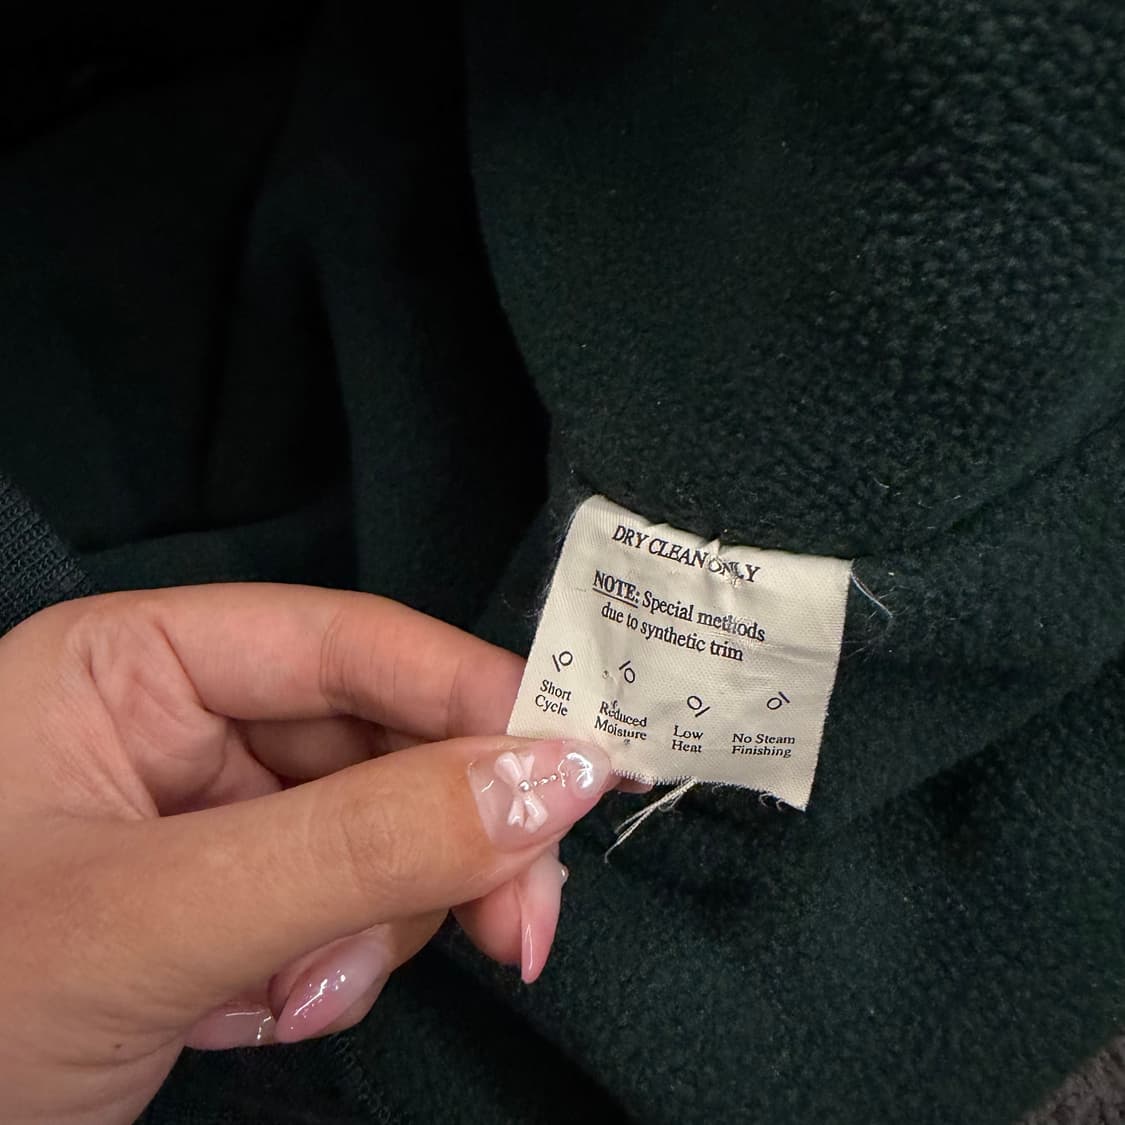 DRY CLEAN ONLY
NOTE: Special methods
due to synthetic trim
Short
Cycle
Reduced
Moisture
Low
Heat
No Steam
Finishing